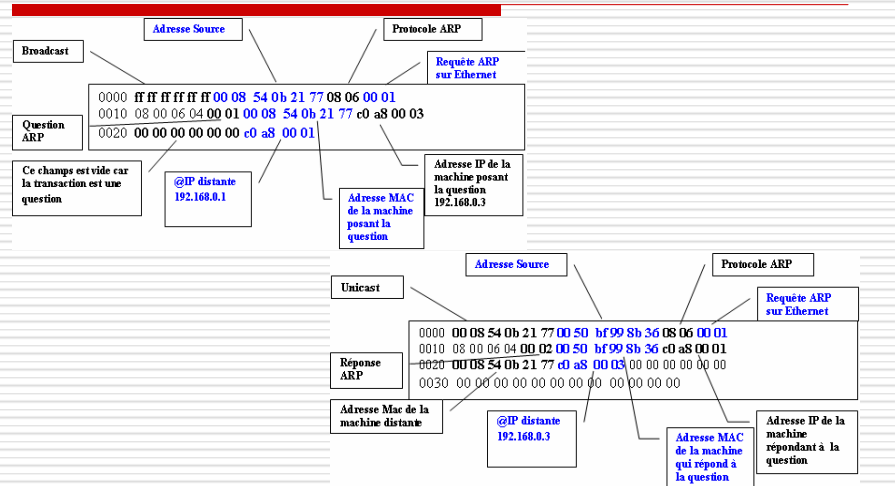 Adresse Source
Protocole ARP
Broadcast
Requête ARP
sur Ethernet
0000 ff ff ff ff ff ff 00 08 54 0b 21 77 08 06 00 01
0010 08 00 06 04 00 01 00 08 54 0b 21 77 c0 a8 00 03
0020 00 00 00 00 00 00 c0 a8 00 01
Question
ARP
Ce champs est vide car
la transaction est une
question
@IP distante
192.168.0.1
Adresse MAC
de la machine
posant la
question
Adresse IP de la
machine posant
la question
192.168.0.3
Adresse Source
Protocole ARP
Unicast
Requête ARP
sur Ethernet
0000 00 08 54 0b 21 77 00 50 bf 99 8b 36 08 06 00 01
0010 08 00 06 04 00 02 00 50 bf 99 8b 36 c0 a8 00 01
0020 00 08 54 0b 21 77 c0 a8 00 03 00 00 00 00 00 00
0030 00 00 00 00 00 00 00 00 00 00 00 00
Réponse
ARP
Adresse Mac de la
machine distante
@IP distante
192.168.0.3
Adresse MAC
de la machine
qui répond à
la question
Adresse IP de la
machine
répondant à la
question